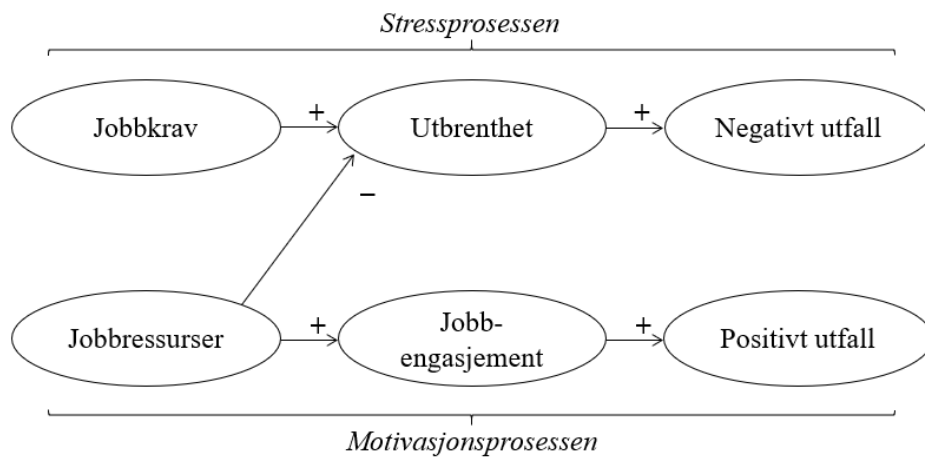 Stressprosessen
+
+
Jobbkrav
Utbrenthet
Negativt utfall
−
Jobbressurser
+
Jobb-
engasjement
+
Positivt utfall
Motivasjonsprosessen